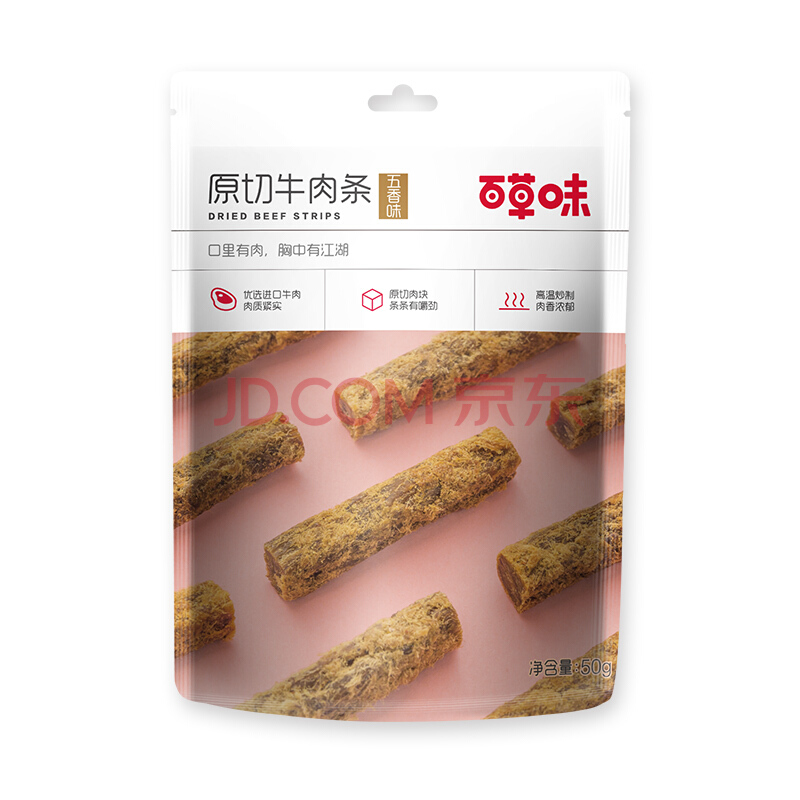 原切牛肉条
五香味
DRIED BEEF STRIPS
百草味
口里有肉，胸中有江湖
优选进口牛肉
肉质紧实
原切肉块
条条有嚼劲
高温炒制
肉香浓郁
JD.COM 京东
净含量:50g